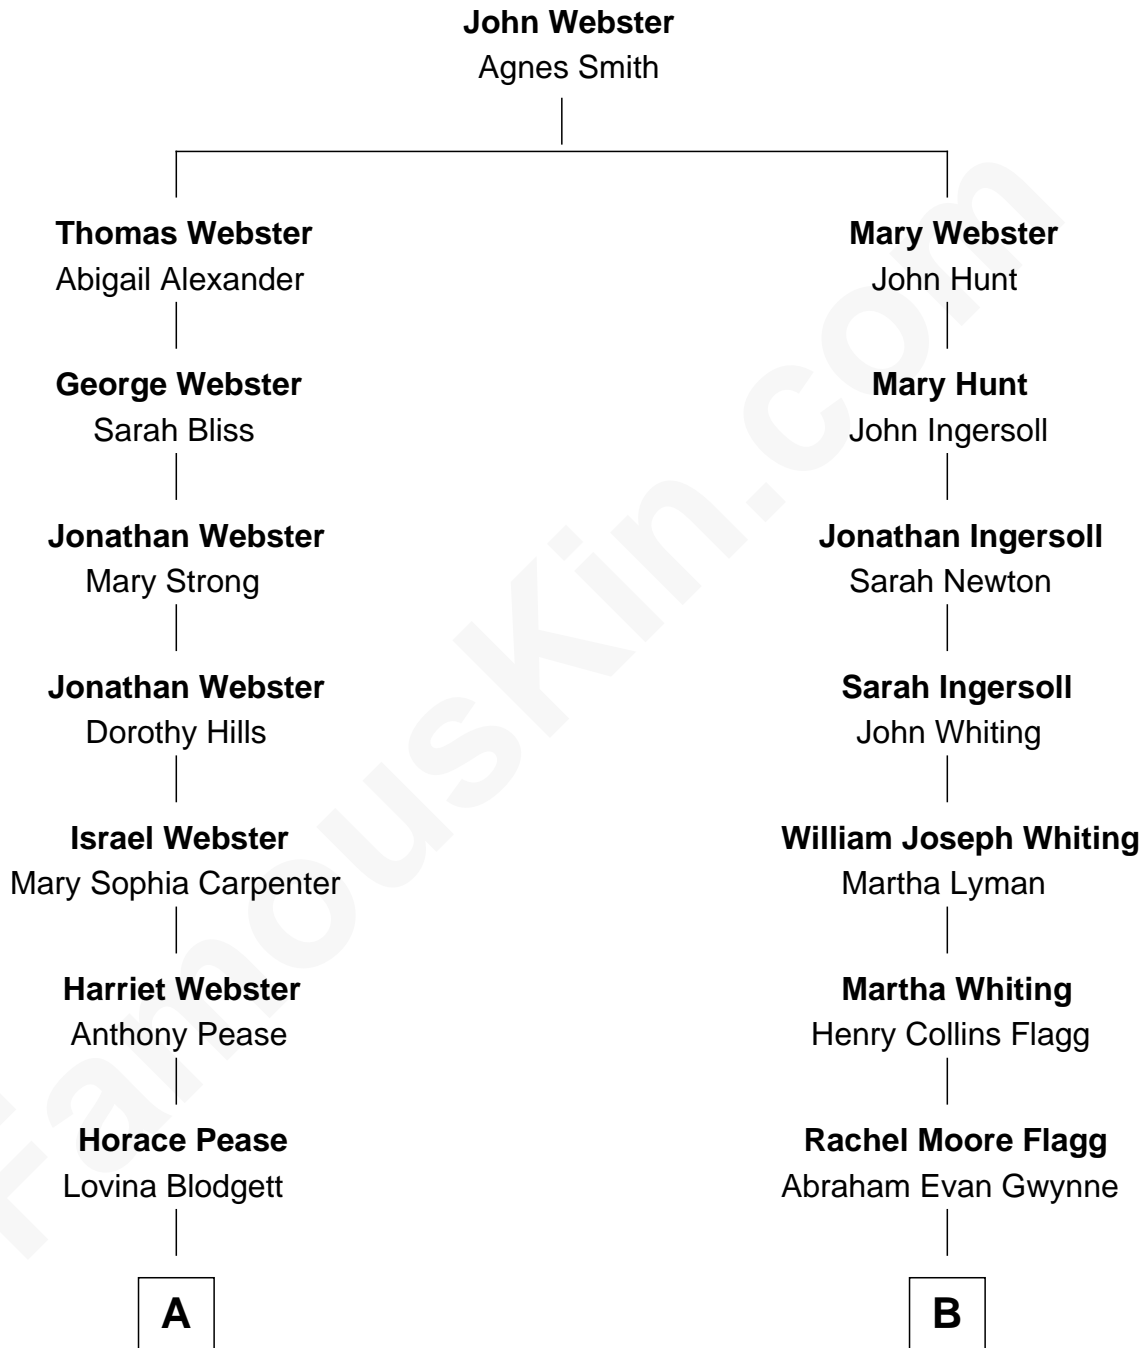 John Webster
Agnes Smith
Thomas Webster
Abigail Alexander
Mary Webster
John Hunt
George Webster
Sarah Bliss
Mary Hunt
John Ingersoll
Jonathan Webster
Mary Strong
Jonathan Ingersoll
Sarah Newton
Jonathan Webster
Dorothy Hills
Sarah Ingersoll
John Whiting
Israel Webster
Mary Sophia Carpenter
William Joseph Whiting
Martha Lyman
Harriet Webster
Anthony Pease
Martha Whiting
Henry Collins Flagg
Horace Pease
Lovina Blodgett
Rachel Moore Flagg
Abraham Evan Gwynne
A
B
FamousKin.com